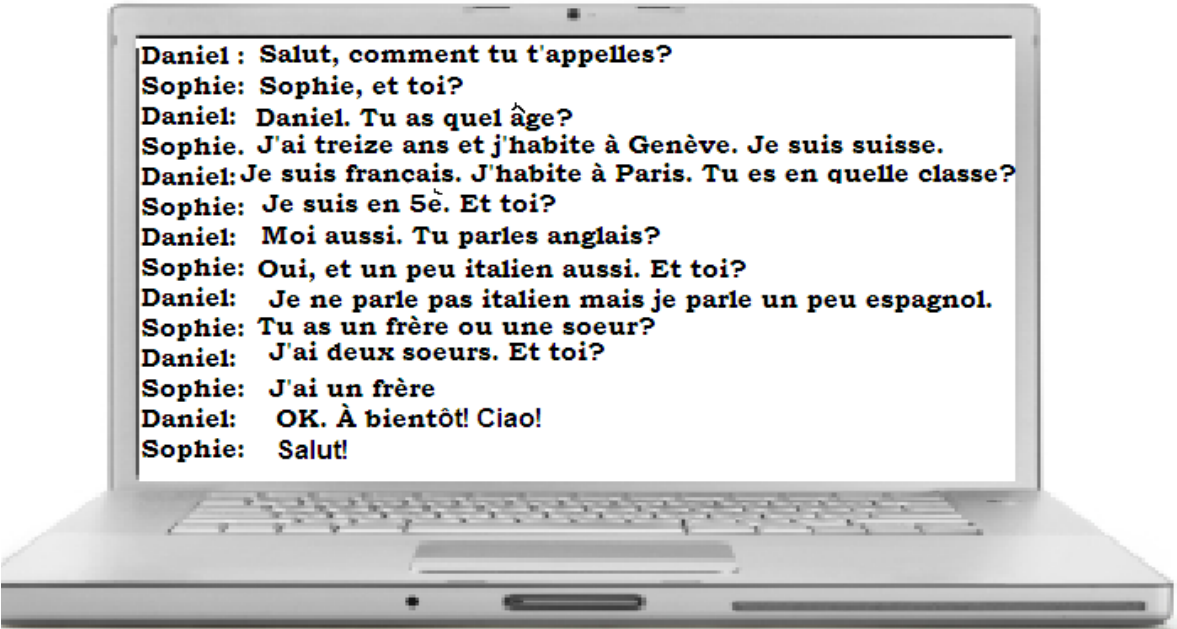 Daniel : Salut, comment tu t'appelles?
Sophie: Sophie, et toi?
Daniel: Daniel. Tu as quel âge?
Sophie. J'ai treize ans et j'habite à Genève. Je suis suisse.
Daniel: Je suis francais. J'habite à Paris. Tu es en quelle classe?
Sophie: Je suis en 5è. Et toi?
Daniel: Moi aussi. Tu parles anglais?
Sophie: Oui, et un peu italien aussi. Et toi?
Daniel: Je ne parle pas italien mais je parle un peu espagnol.
Sophie: Tu as un frère ou une soeur?
Daniel: J'ai deux soeurs. Et toi?
Sophie: J'ai un frère
Daniel: OK. À bientôt! Ciao!
Sophie: Salut!